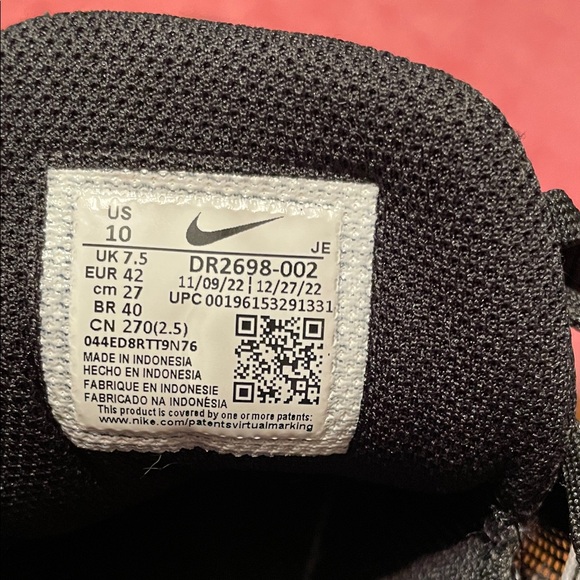 US
10
JE
UK 7.5
EUR 42
cm 27
BR 40
CN 270(2.5)
DR2698-002
11/09/22 | 12/27/22
UPC 00196153291331
044ED8RTT9N76
MADE IN INDONESIA
HECHO EN INDONESIA
FABRIQUE EN INDONESIE
FABRICADO NA INDONÉSIA
This product is covered by one or more patents:
www.nike.com/patentsvirtualmarking